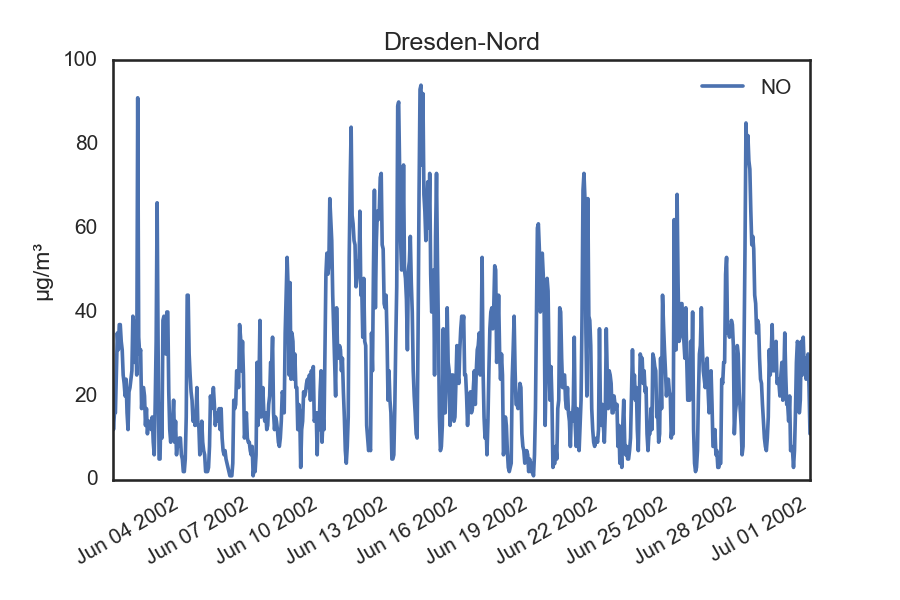 Dresden-Nord
NO
µg/m³
100
80
60
40
20
0
Jun 04 2002
Jun 07 2002
Jun 10 2002
Jun 13 2002
Jun 16 2002
Jun 19 2002
Jun 22 2002
Jun 25 2002
Jun 28 2002
Jul 01 2002